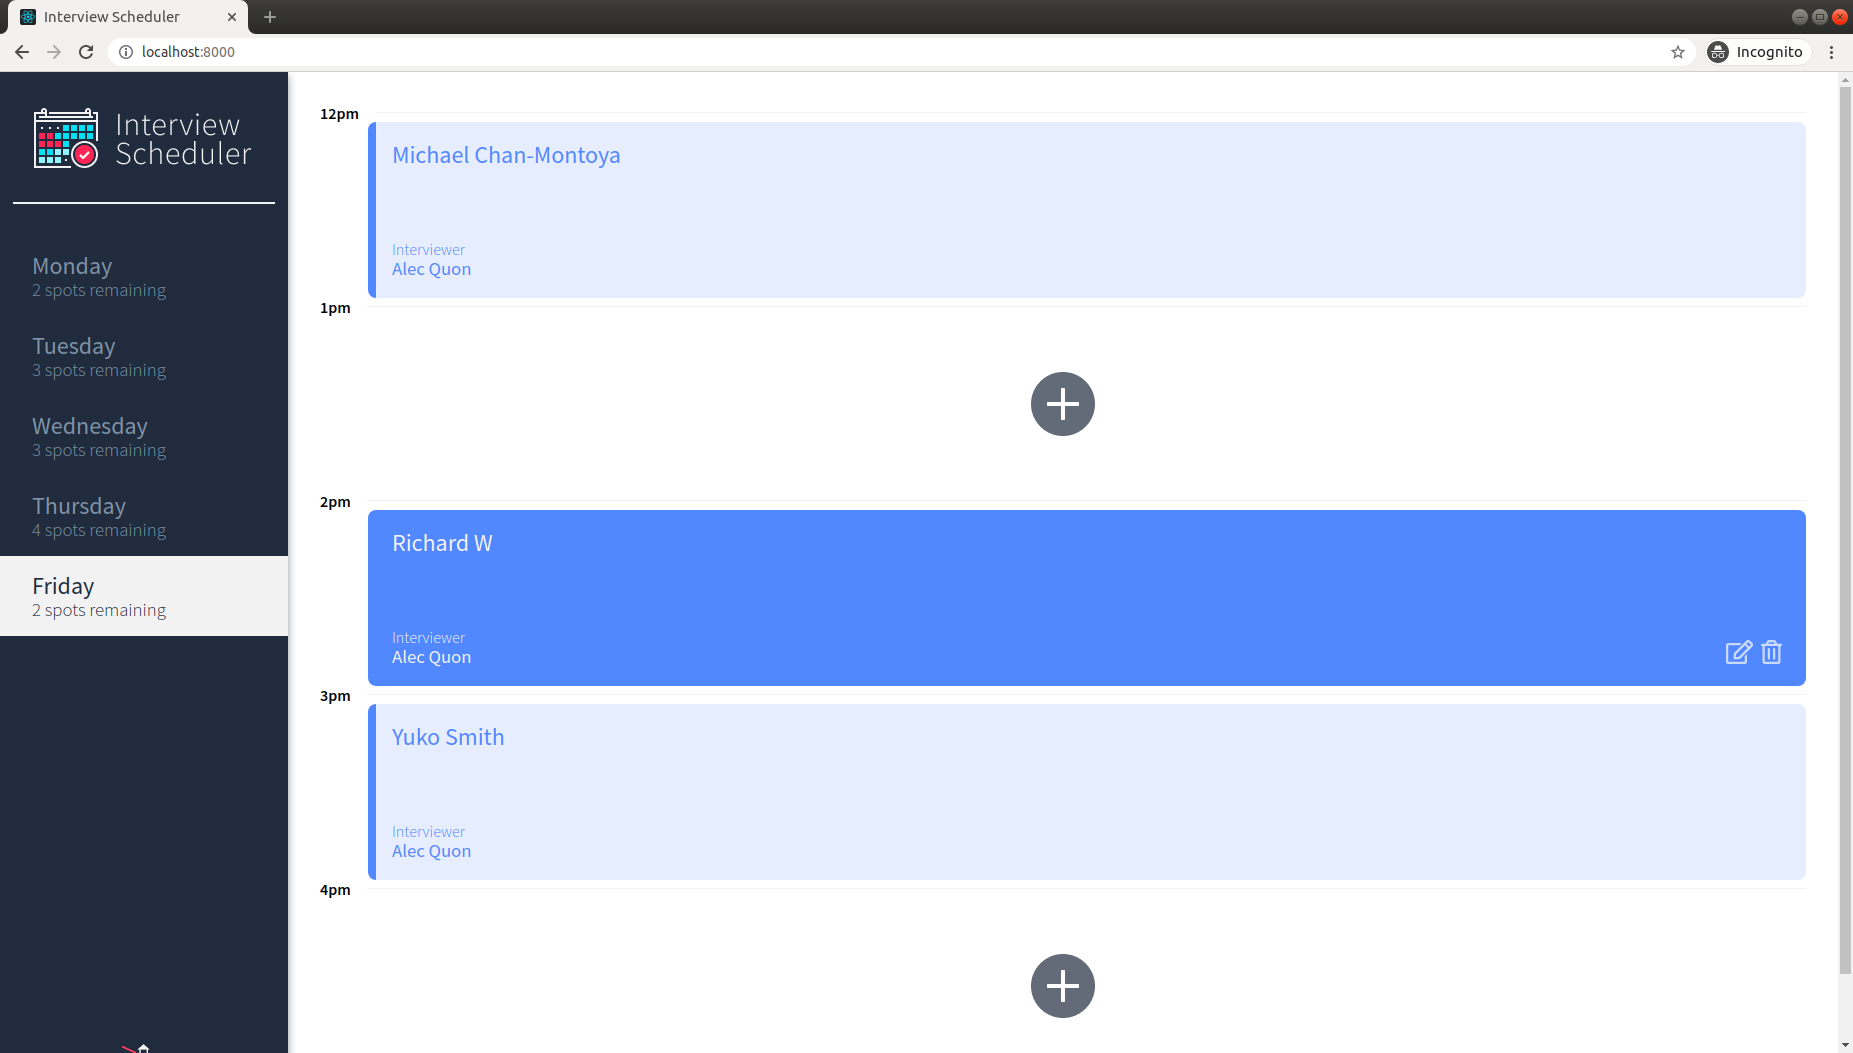 Interview Scheduler
localhost:8000
Incognito
Interview
Scheduler
Monday
2 spots remaining
Tuesday
3 spots remaining
Wednesday
3 spots remaining
Thursday
4 spots remaining
Friday
2 spots remaining
12pm
Michael Chan-Montoya
Interviewer
Alec Quon
1pm
2pm
Richard W
Interviewer
Alec Quon
3pm
Yuko Smith
Interviewer
Alec Quon
4pm